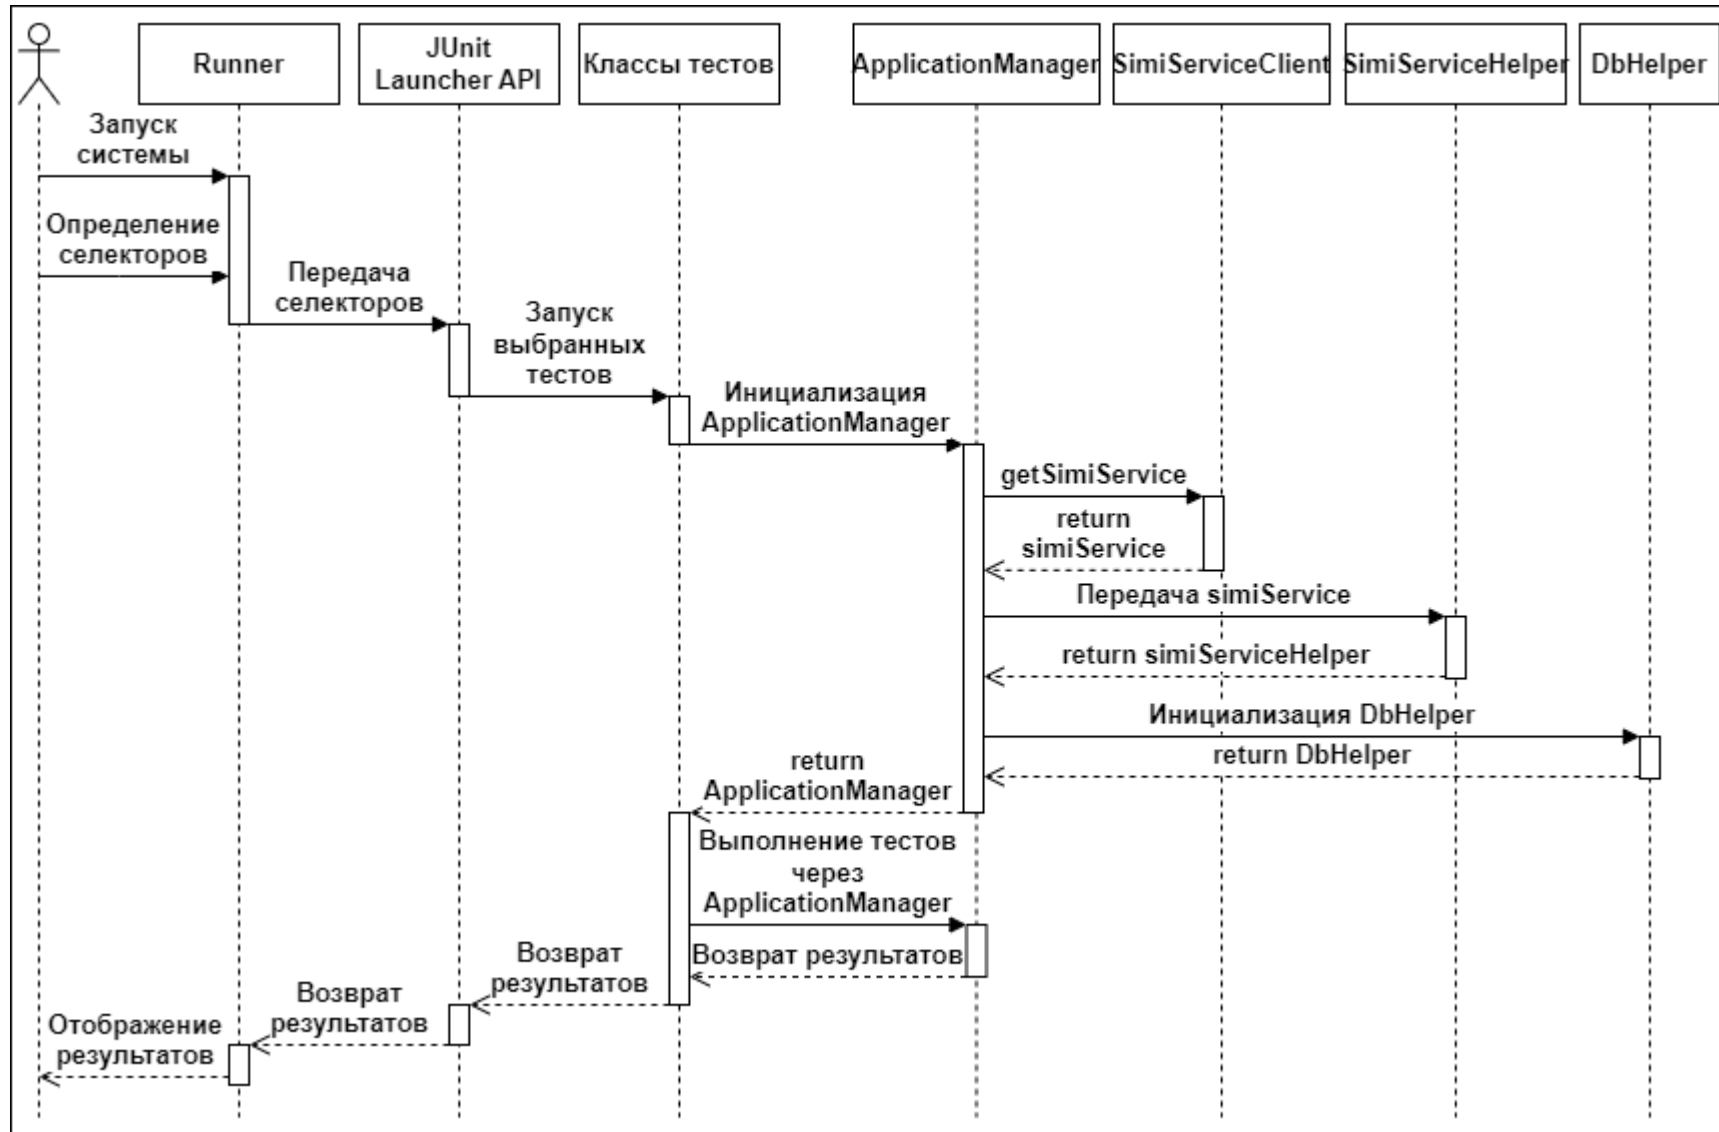 Runner
JUnit
Launcher API
Классы тестов
ApplicationManager
SimiServiceClient
SimiServiceHelper
DbHelper
Запуск
системы
Определение
селекторов
Передача
селекторов
Запуск
выбранных
тестов
Инициализация
ApplicationManager
getSimiService
return
simiService
Передача simiService
return simiServiceHelper
Инициализация DbHelper
return DbHelper
return
ApplicationManager
Выполнение тестов
через
ApplicationManager
Возврат результатов
Возврат
результатов
Возврат
результатов
Отображение
результатов